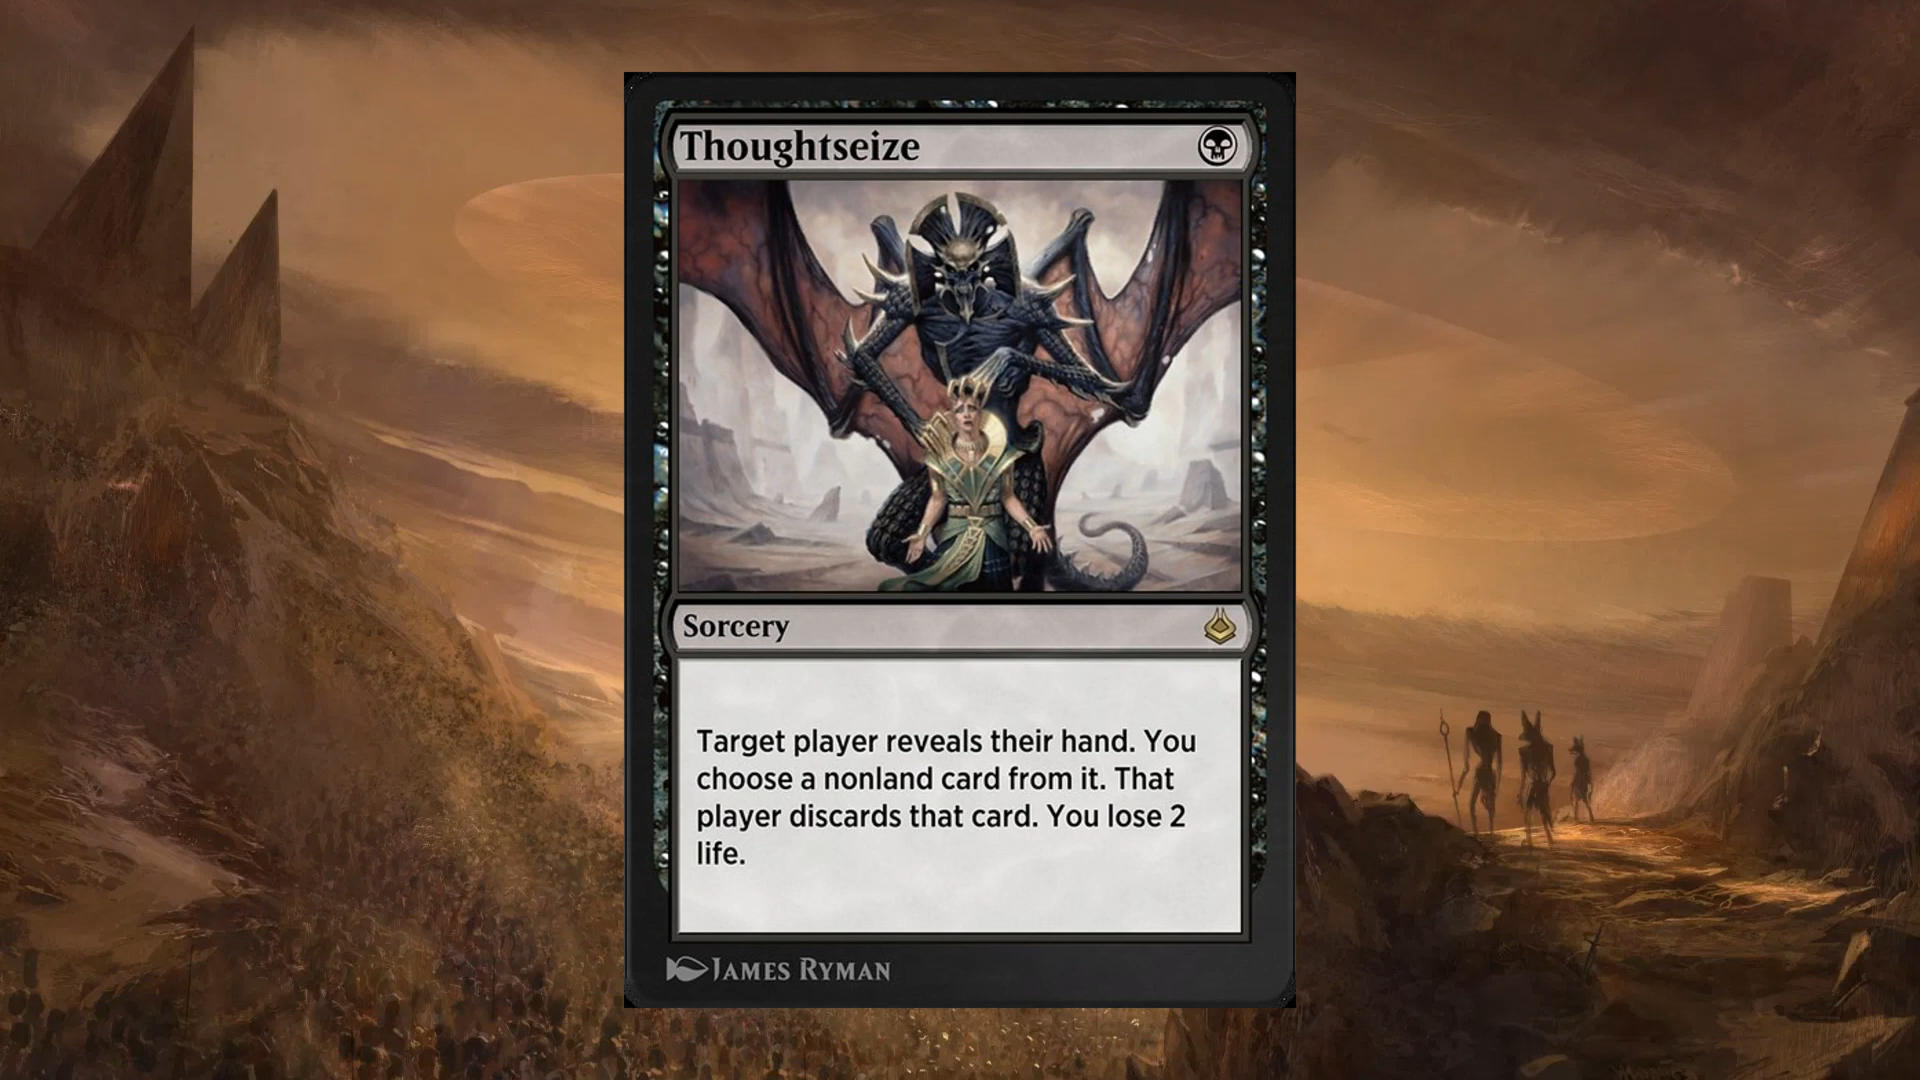 Thoughtseize
Sorcery
Target player reveals their hand. You
choose a nonland card from it. That
player discards that card. You lose 2
life.
James Ryman